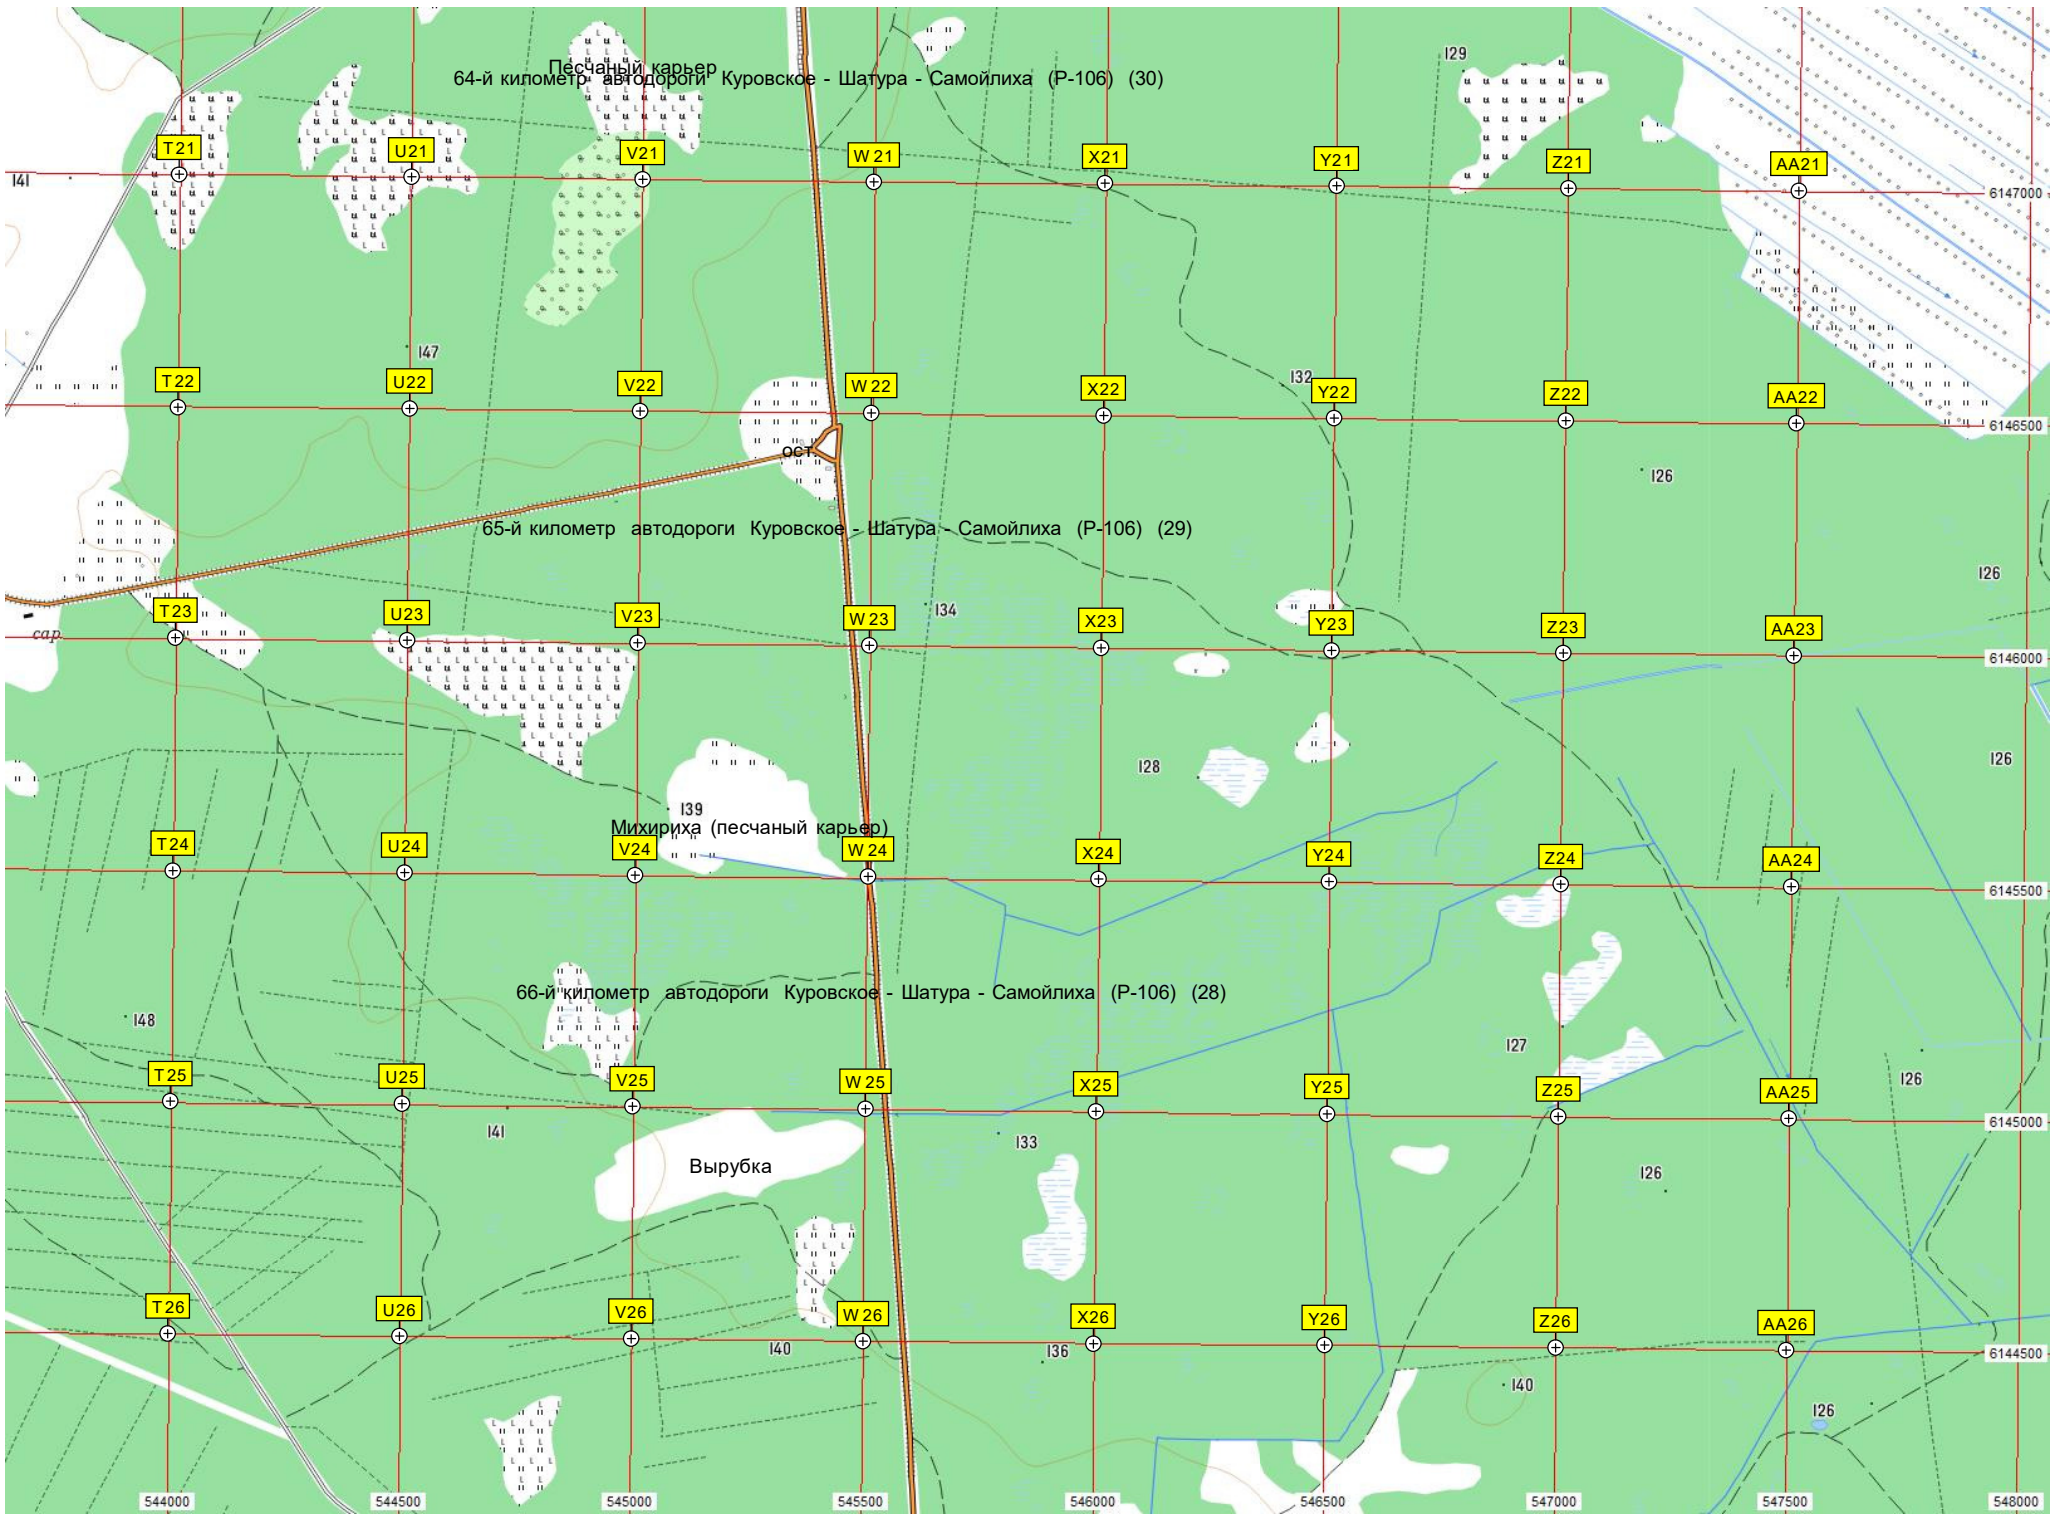 129
Песчаный карьер
64-й километр автодороги Куровское - Шатура - Самойлиха (Р-106) (30)
T21
U21
V21
W21
X21
Y21
Z21
AA21
141
6147000
147
132
T22
U22
V22
W22
X22
Y22
Z22
AA22
6146500
ост.
126
65-й километр автодороги Куровское - Шатура - Самойлиха (Р-106) (29)
126
134
T23
U23
V23
W23
X23
Y23
Z23
AA23
сар
6146000
128
126
139
Михириха (песчаный карьер)
T24
U24
V24
W24
X24
Y24
Z24
AA24
6145500
66-й километр автодороги Куровское - Шатура - Самойлиха (Р-106) (28)
148
127
126
T25
U25
V25
W25
X25
Y25
Z25
AA25
6145000
141
133
Вырубка
126
T26
U26
V26
W26
X26
Y26
Z26
AA26
140
136
6144500
140
126
544000
544500
545000
545500
546000
546500
547000
547500
548000